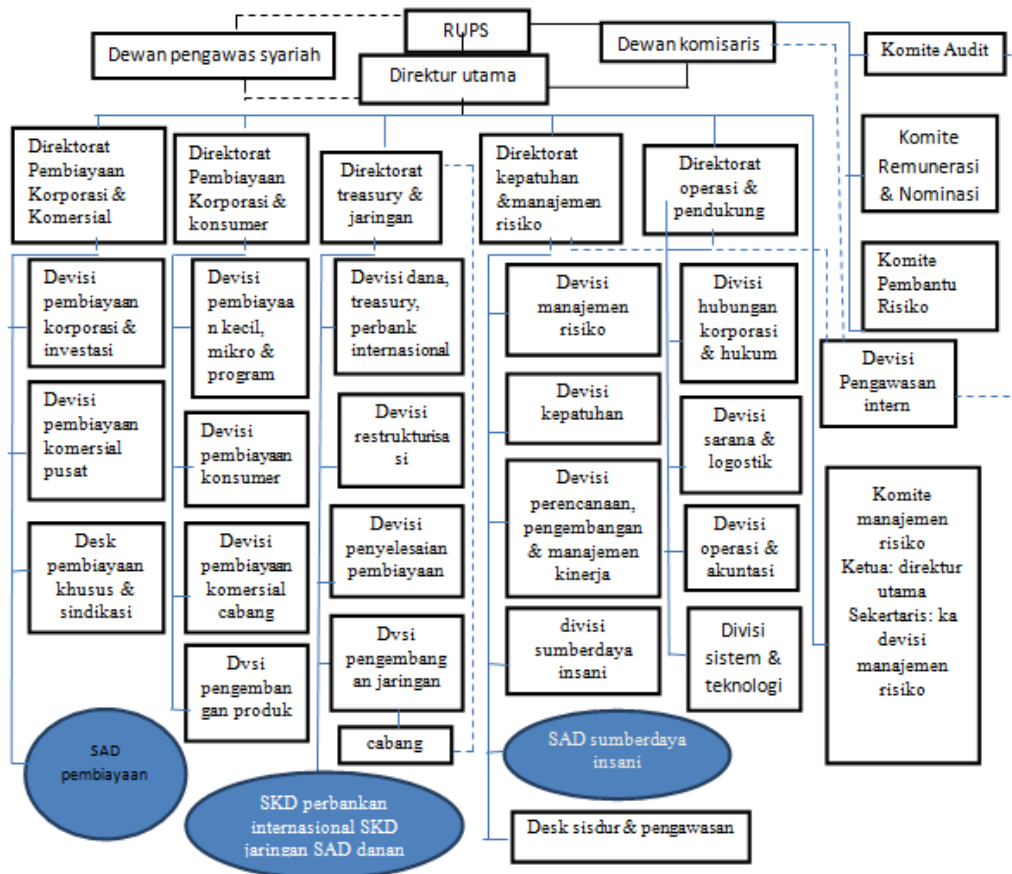 RUPS
Dewan pengawas syariah
Dewan komisaris
Direktur utama
Komite Audit
Komite
Remunerasi
& Nominasi
Komite
Pembantu
Risiko
Direktorat
Pembiayaan
Korporasi &
Komersial
Direktorat
Pembiayaan
Korporasi &
konsumer
Direktorat
treasury &
jaringan
Direktorat
kepatuhan
&manajemen
risiko
Direktorat
operasi &
pendukung
Devisi
pembiayaan
korporasi &
investasi
Devisi
pembiayaan
komersial
pusat
Desk
pembiayaan
khusus &
sindikasi
SAD
pembiayaan
Devisi
pembiayaa
n kecil,
mikro &
program
Devisi
pembiayaan
konsumer
Devisi
pembiayaan
komersial
cabang
Dvsi
pengemban
gan produk
Devisi dana,
treasury,
perbank
internasional
Devisi
restrukturisa
si
Devisi
penyelesaian
pembiayaan
Dvsi
pengembang
an jaringan
cabang
SKD perbankan
internasional SKD
jaringan SAD danan
Devisi
manajemen
risiko
Devisi
kepatuhan
Devisi
perencanaan,
pengembangan
& manajemen
kinerja
divisi
sumberdaya
insani
SAD sumberdaya
insani
Desk sisdur & pengawasan
Divisi
hubungan
korporasi
& hukum
Devisi
sarana &
logostik
Devisi
operasi &
akuntasi
Divisi
sistem &
teknologi
Devisi
Pengawasan
intern
Komite
manajemen
risiko
Ketua: direktur
utama
Sekertaris: ka
devisi
manajemen
risiko